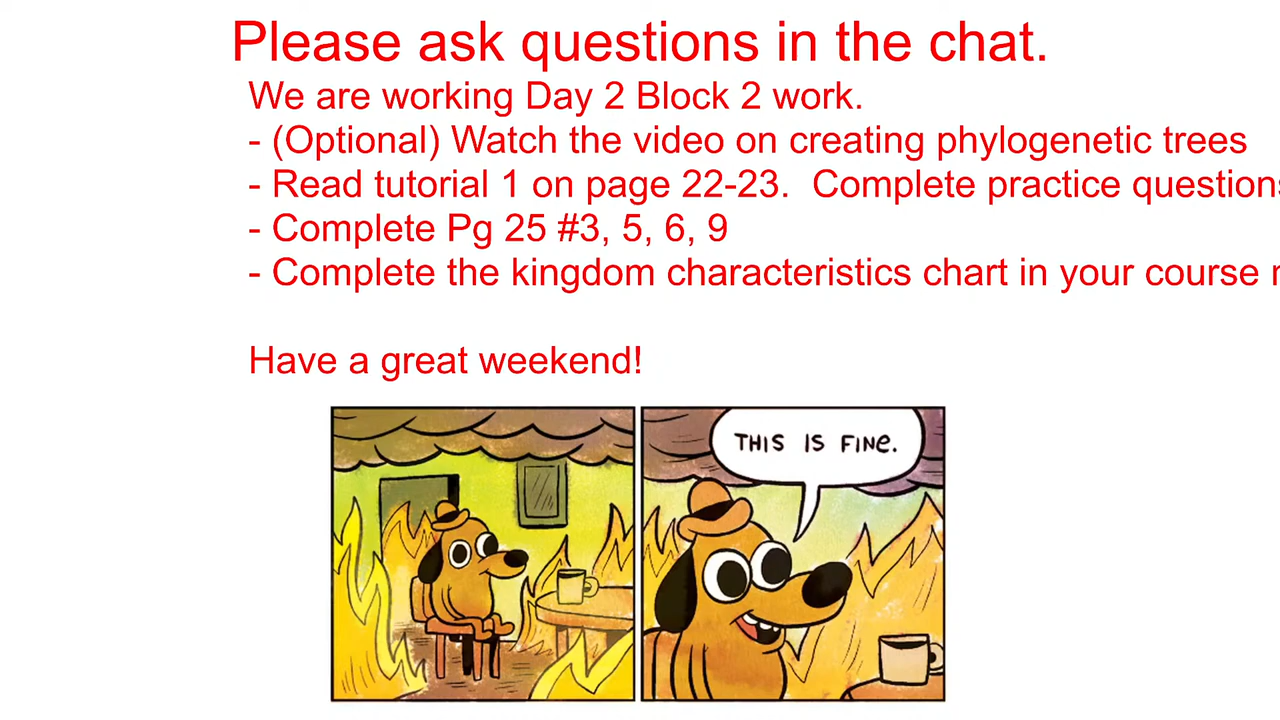 Please ask questions in the chat.
We are working Day 2 Block 2 work.
- (Optional) Watch the video on creating phylogenetic trees
- Read tutorial 1 on page 22-23.  Complete practice questions
- Complete Pg 25 #3, 5, 6, 9
- Complete the kingdom characteristics chart in your course
Have a great weekend!
THIS IS FINE.